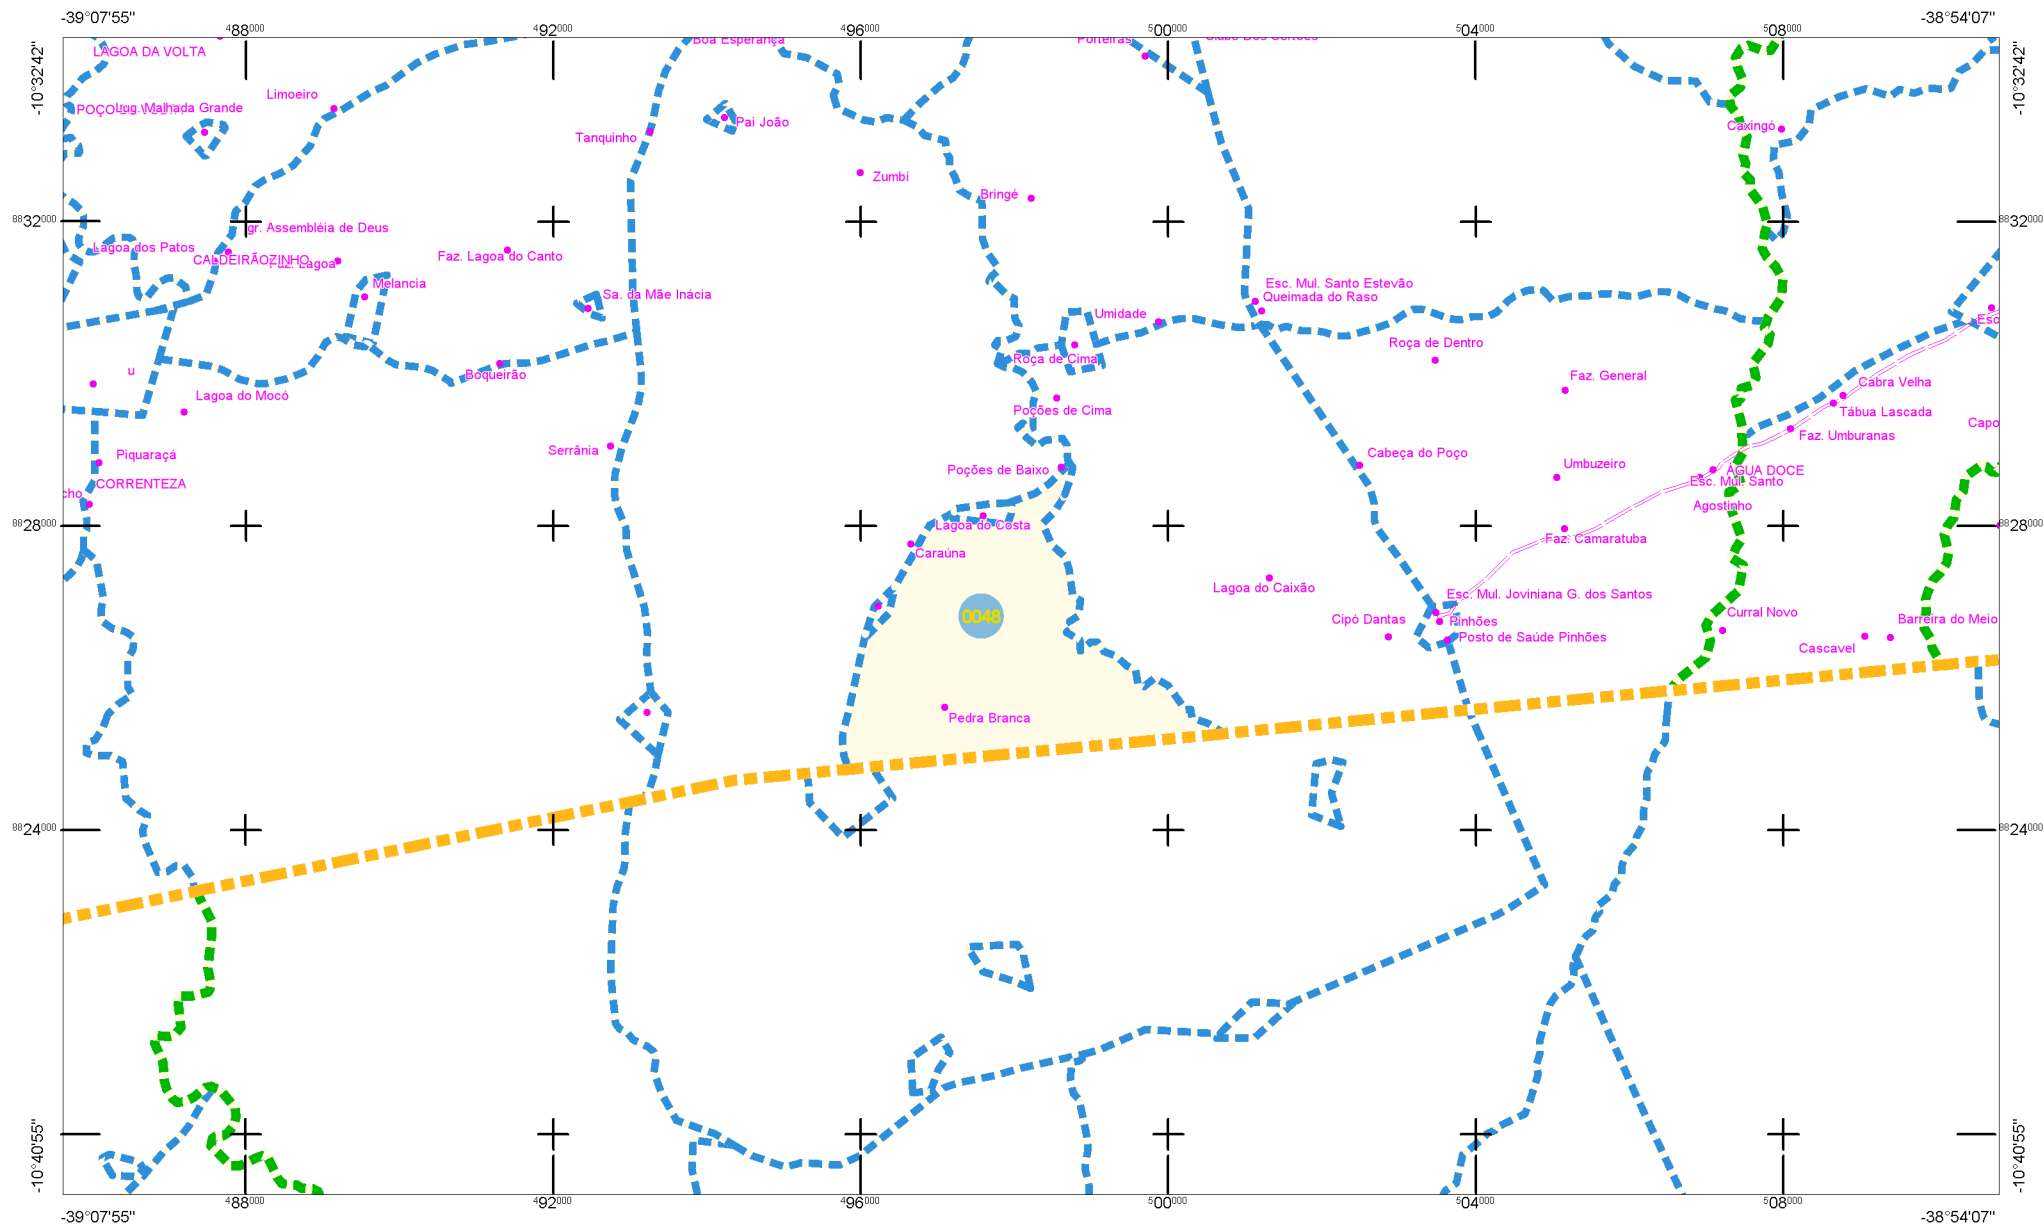 -39°07'55"
-38°54'07"
488000
492000
496000
500000
504000
508000
-10°32'42"
-10°32'42"
LAGOA DA VOLTA
Boa Esperança
Porteiras
Limoeiro
Lug. Malhada Grande
Tanquinho
Pai João
Caxingó
Zumbí
Bringé
8832000
8832000
gr. Assembléia de Deus
Lagoa dos Patos
CALDEIRÃOZINHO
Faz. Lagoa do Canto
Melancia
Sa. da Mãe Inácia
Esc. Mul. Santo Estevão
Queimada do Raso
Umidade
Esc
Roça de Cima
Roça de Dentro
u
Boqueirão
Faz. General
Cabra Velha
Lagoa do Mocó
Poções de Cima
Tábua Lascada
Capo
Faz. Umburanas
Serrânia
Piquaraçá
Cabeça do Poço
Umbuzeiro
Poções de Baixo
ÁGUA DOCE
CORRENTEZA
Esc. Mul. Santo
Agostinho
cho
8828000
8828000
Lagoa do Costa
Faz. Camaratuba
Caraúna
Lagoa do Caixão
Esc. Mul. Joviniana G. dos Santos
0048
Cipó Dantas
Pinhões
Curral Novo
Barreira do Meio
Posto de Saúde Pinhões
Cascavel
Pedra Branca
8824000
8824000
-10°40'55"
-10°40'55"
488000
492000
496000
500000
504000
508000
-39°07'55"
-38°54'07"